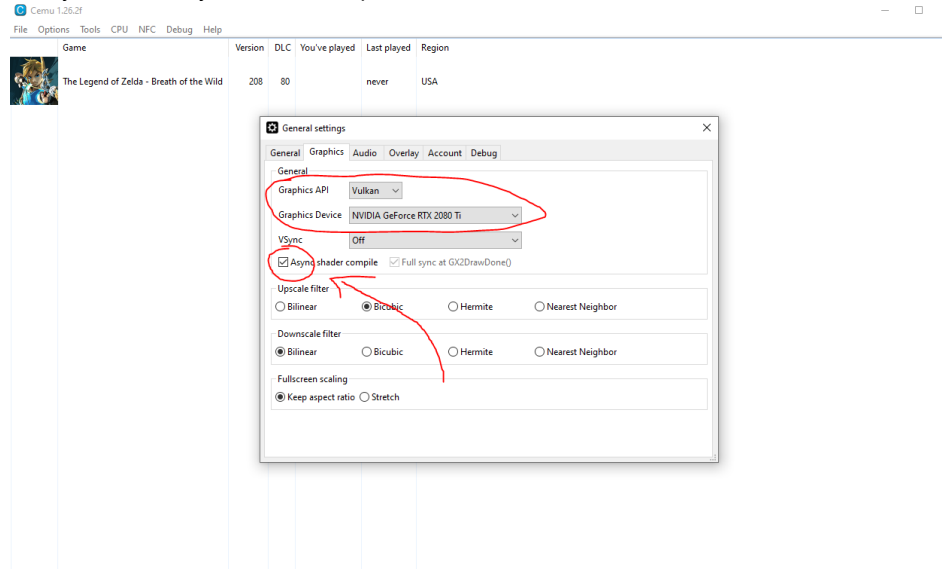 Cemu 1.26.2f
File Options Tools CPU NFC Debug Help
Game Version DLC You've played Last played Region
The Legend of Zelda - Breath of the Wild 208 80 never USA
General settings
General Graphics Audio Overlay Account Debug
General
Graphics API Vulkan
Graphics Device NVIDIA GeForce RTX 2080 Ti
VSync Off
Async shader compile Full sync at GX2DrawDone()
Upscale filter
Bilinear Bicubic Hermite Nearest Neighbor
Downscale filter
Bilinear Bicubic Hermite Nearest Neighbor
Fullscreen scaling
Keep aspect ratio Stretch